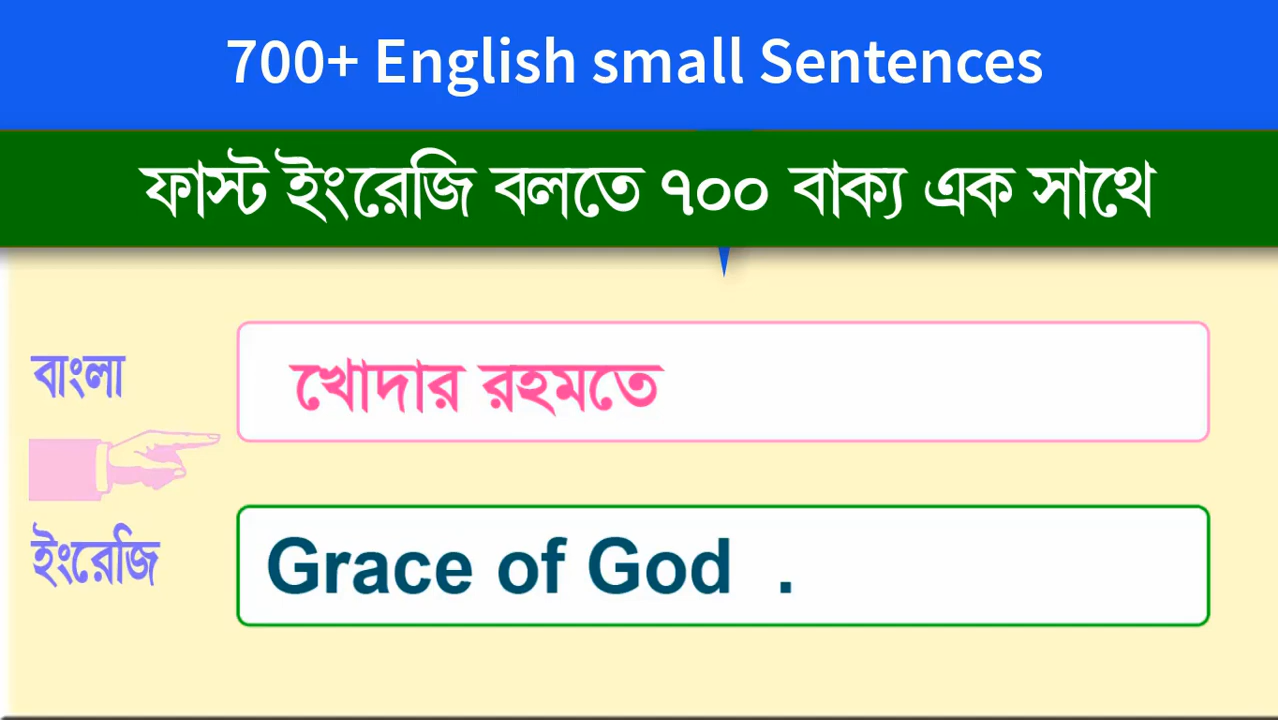 700+ English small Sentences
ফাস্ট ইংরেজি বলতে ৭০০ বাক্য এক সাথে
বাংলা
খোদার রহমতে
ইংরেজি
Grace of God .